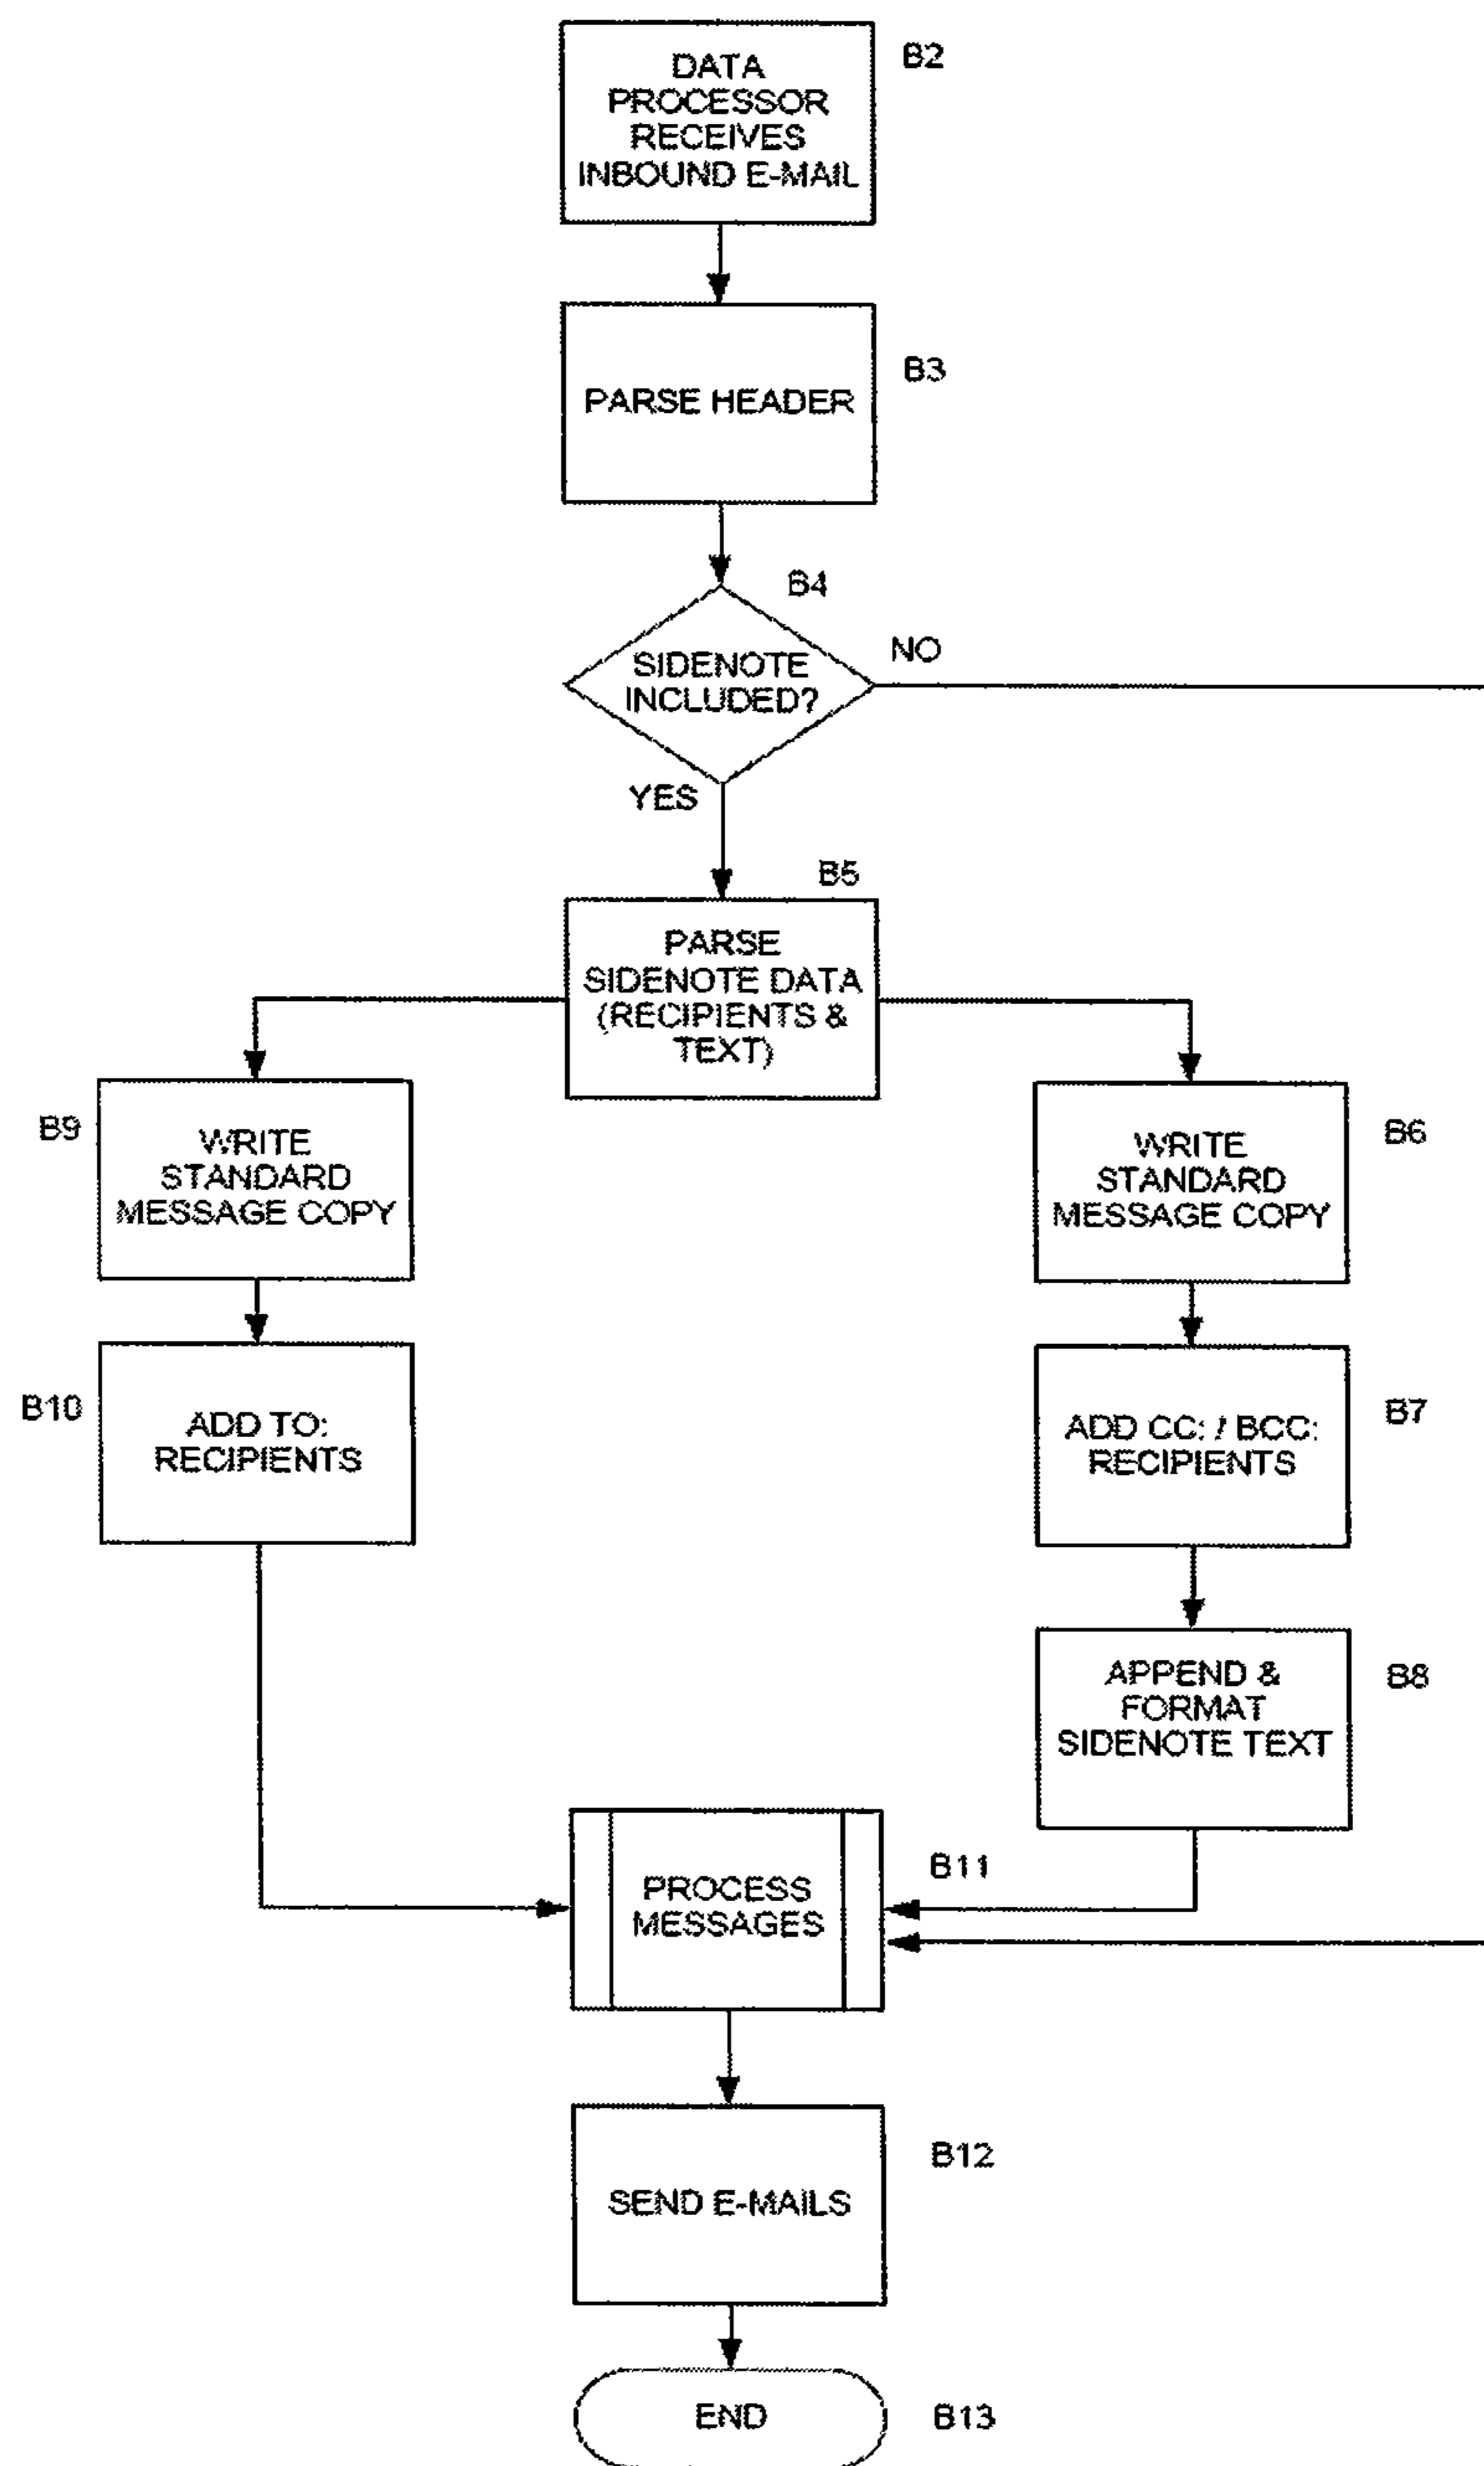 B2
DATA
PROCESSOR
RECEIVES
INBOUND E-MAIL
B3
PARSE HEADER
B4
SIDENOTE
INCLUDED?
NO
YES
B5
PARSE
SIDENOTE DATA
(RECIPIENTS &
TEXT)
B9
WRITE
STANDARD
MESSAGE COPY
B6
WRITE
STANDARD
MESSAGE COPY
B10
ADD TO:
RECIPIENTS
B7
ADD CC: / BCC:
RECIPIENTS
B8
APPEND &
FORMAT
SIDENOTE TEXT
B11
PROCESS
MESSAGES
B12
SEND E-MAILS
END
B13